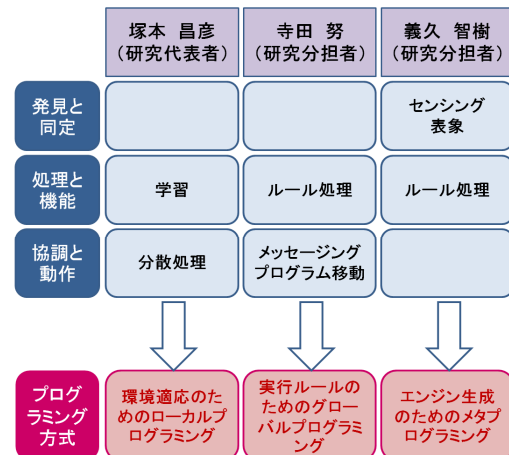 塚本 昌彦
(研究代表者)
寺田 努
(研究分担者)
義久 智樹
(研究分担者)
発見と
同定
センシング
表象
処理と
機能
学習
ルール処理
ルール処理
協調と
動作
分散処理
メッセージング
プログラム移動
プログ
ラミング
方式
環境適応のた
めのローカルプ
ログラミング
実行ルールの
ためのグロー
バルプログラミ
ング
エンジン生成
のためのメタプ
ログラミング